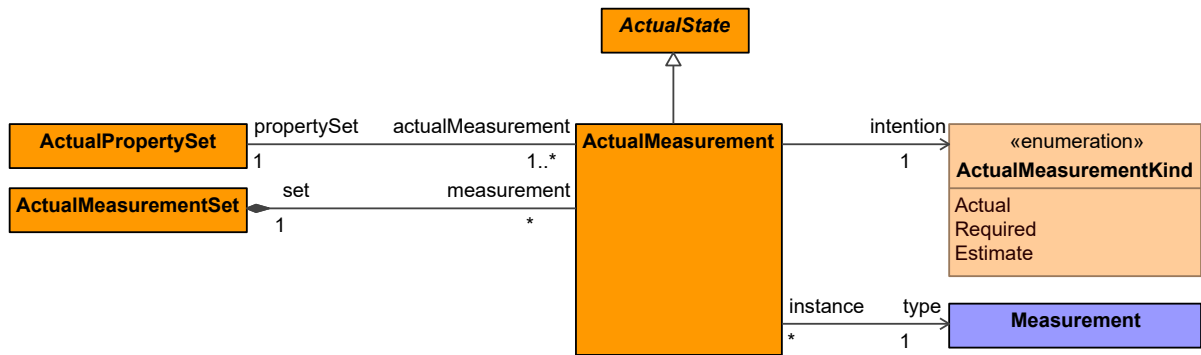 ActualState
propertySet
actualMeasurement
ActualPropertySet
1
1..*
ActualMeasurement
intention
1
«enumeration»
ActualMeasurementKind
Actual
Required
Estimate
set
measurement
ActualMeasurementSet
1
*
instance
type
*
1
Measurement